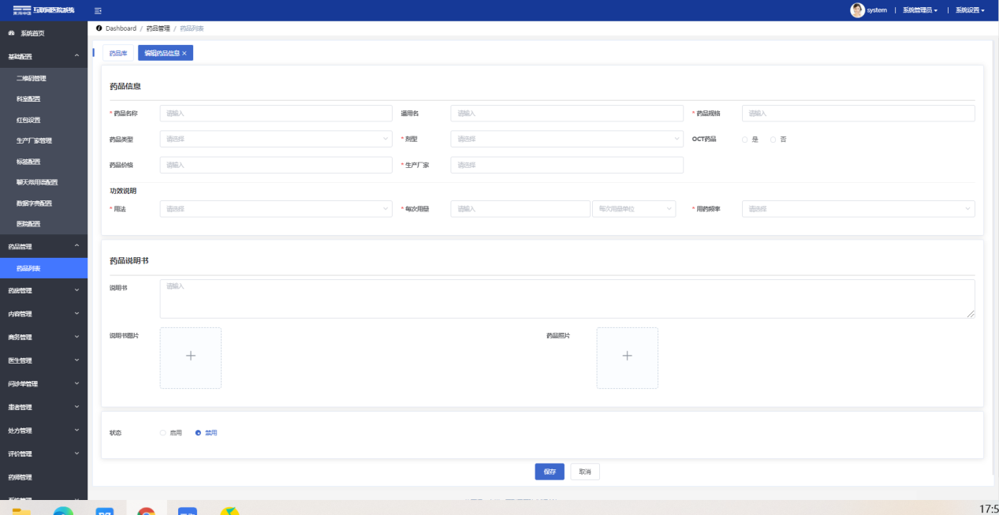 互联网医院系统
system | 系统管理员 | 系统设置
系统首页
Dashboard / 药品管理 / 药品列表
基础配置
药品库
编辑药品信息 ×
二维码管理
科室配置
红包设置
生产厂家管理
标签配置
聊天常用语配置
数据字典配置
医院配置
药品管理
药品列表
药房管理
内容管理
商务管理
医生管理
问诊单管理
患者管理
处方管理
评价管理
药师管理
系统管理
药品信息
* 药品名称 请输入 通用名 请输入 * 药品规格 请输入
药品类型 请选择 * 剂型 请选择 OCT药品 是 否
药品价格 请输入 * 生产厂家 请选择
功效说明
* 用法 请选择 * 每次用量 请输入 每次用量单位 * 用药频率 请选择
药品说明书
说明书 请输入
说明书图片 药品照片
状态 启用 禁用
保存 取消
17:5